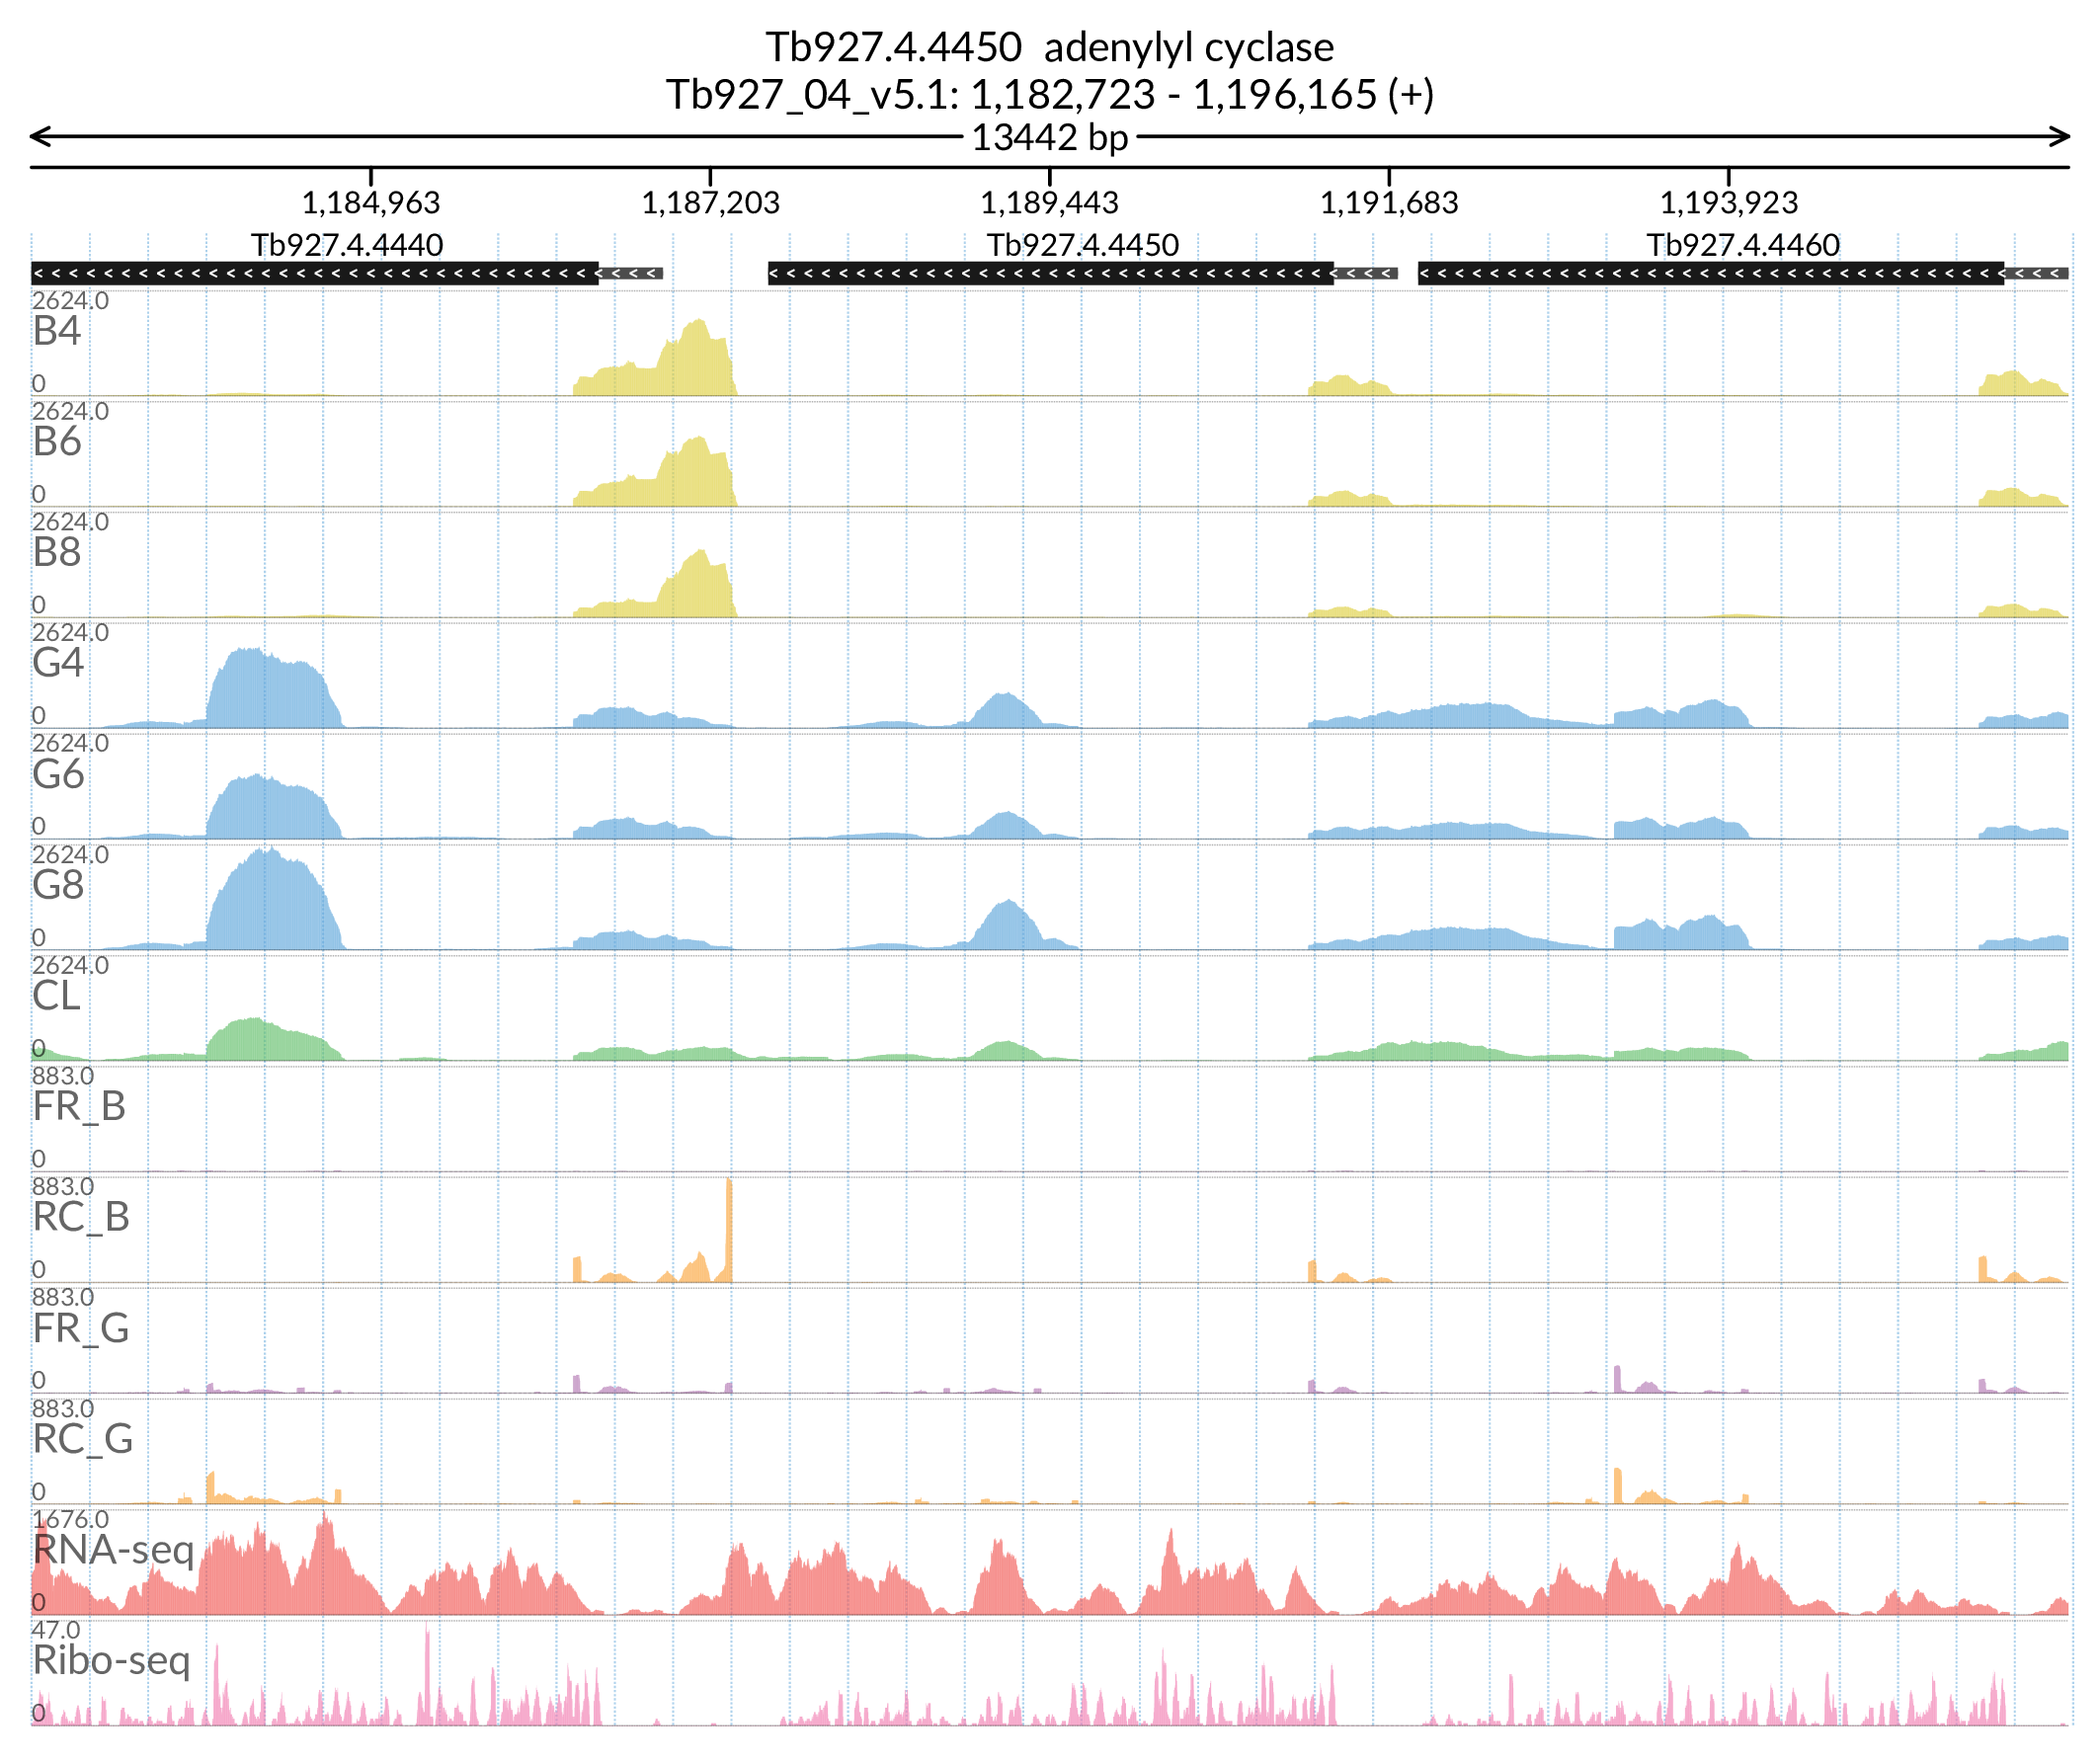 Tb927.4.4450 adenylyl cyclase
Tb927_04_v5.1: 1,182,723 - 1,196,165 (+)
13442 bp
1,184,963 1,187,203 1,189,443 1,191,683 1,193,923
Tb927.4.4440 Tb927.4.4450 Tb927.4.4460
2624.0
B4
0
2624.0
B6
0
2624.0
B8
0
2624.0
G4
0
2624.0
G6
0
2624.0
G8
0
2624.0
CL
0
883.0
FR_B
0
883.0
RC_B
0
883.0
FR_G
0
883.0
RC_G
0
1676.0
RNA-seq
0
47.0
Ribo-seq
0